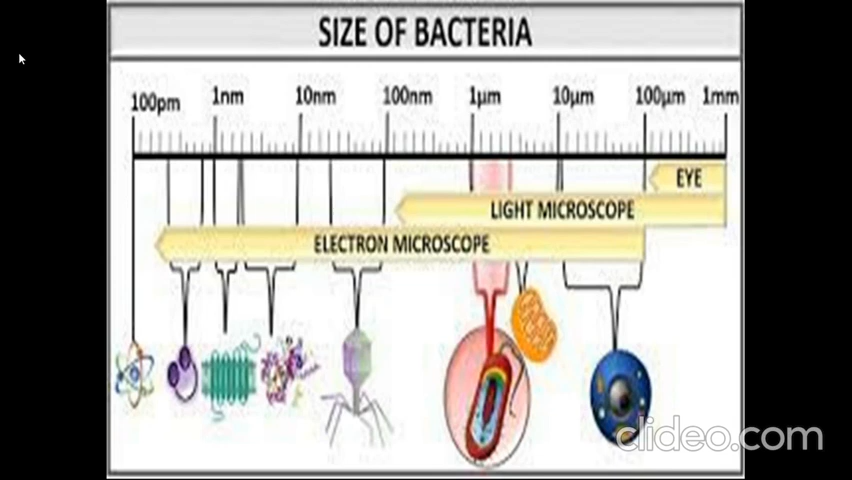 SIZE OF BACTERIA
100pm 1nm 10nm 100nm 1µm 10µm 100µm 1mm
EYE
LIGHT MICROSCOPE
ELECTRON MICROSCOPE
clideo.com